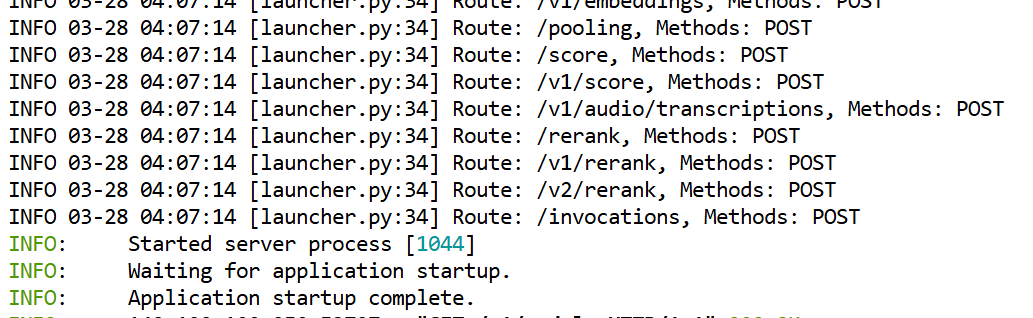 INFO 03-28 04:07:14 [launcher.py:34] Route: /v1/embeddings, Methods: POST
INFO 03-28 04:07:14 [launcher.py:34] Route: /pooling, Methods: POST
INFO 03-28 04:07:14 [launcher.py:34] Route: /score, Methods: POST
INFO 03-28 04:07:14 [launcher.py:34] Route: /v1/score, Methods: POST
INFO 03-28 04:07:14 [launcher.py:34] Route: /v1/audio/transcriptions, Methods: POST
INFO 03-28 04:07:14 [launcher.py:34] Route: /rerank, Methods: POST
INFO 03-28 04:07:14 [launcher.py:34] Route: /v1/rerank, Methods: POST
INFO 03-28 04:07:14 [launcher.py:34] Route: /v2/rerank, Methods: POST
INFO 03-28 04:07:14 [launcher.py:34] Route: /invocations, Methods: POST
INFO: Started server process [1044]
INFO: Waiting for application startup.
INFO: Application startup complete.